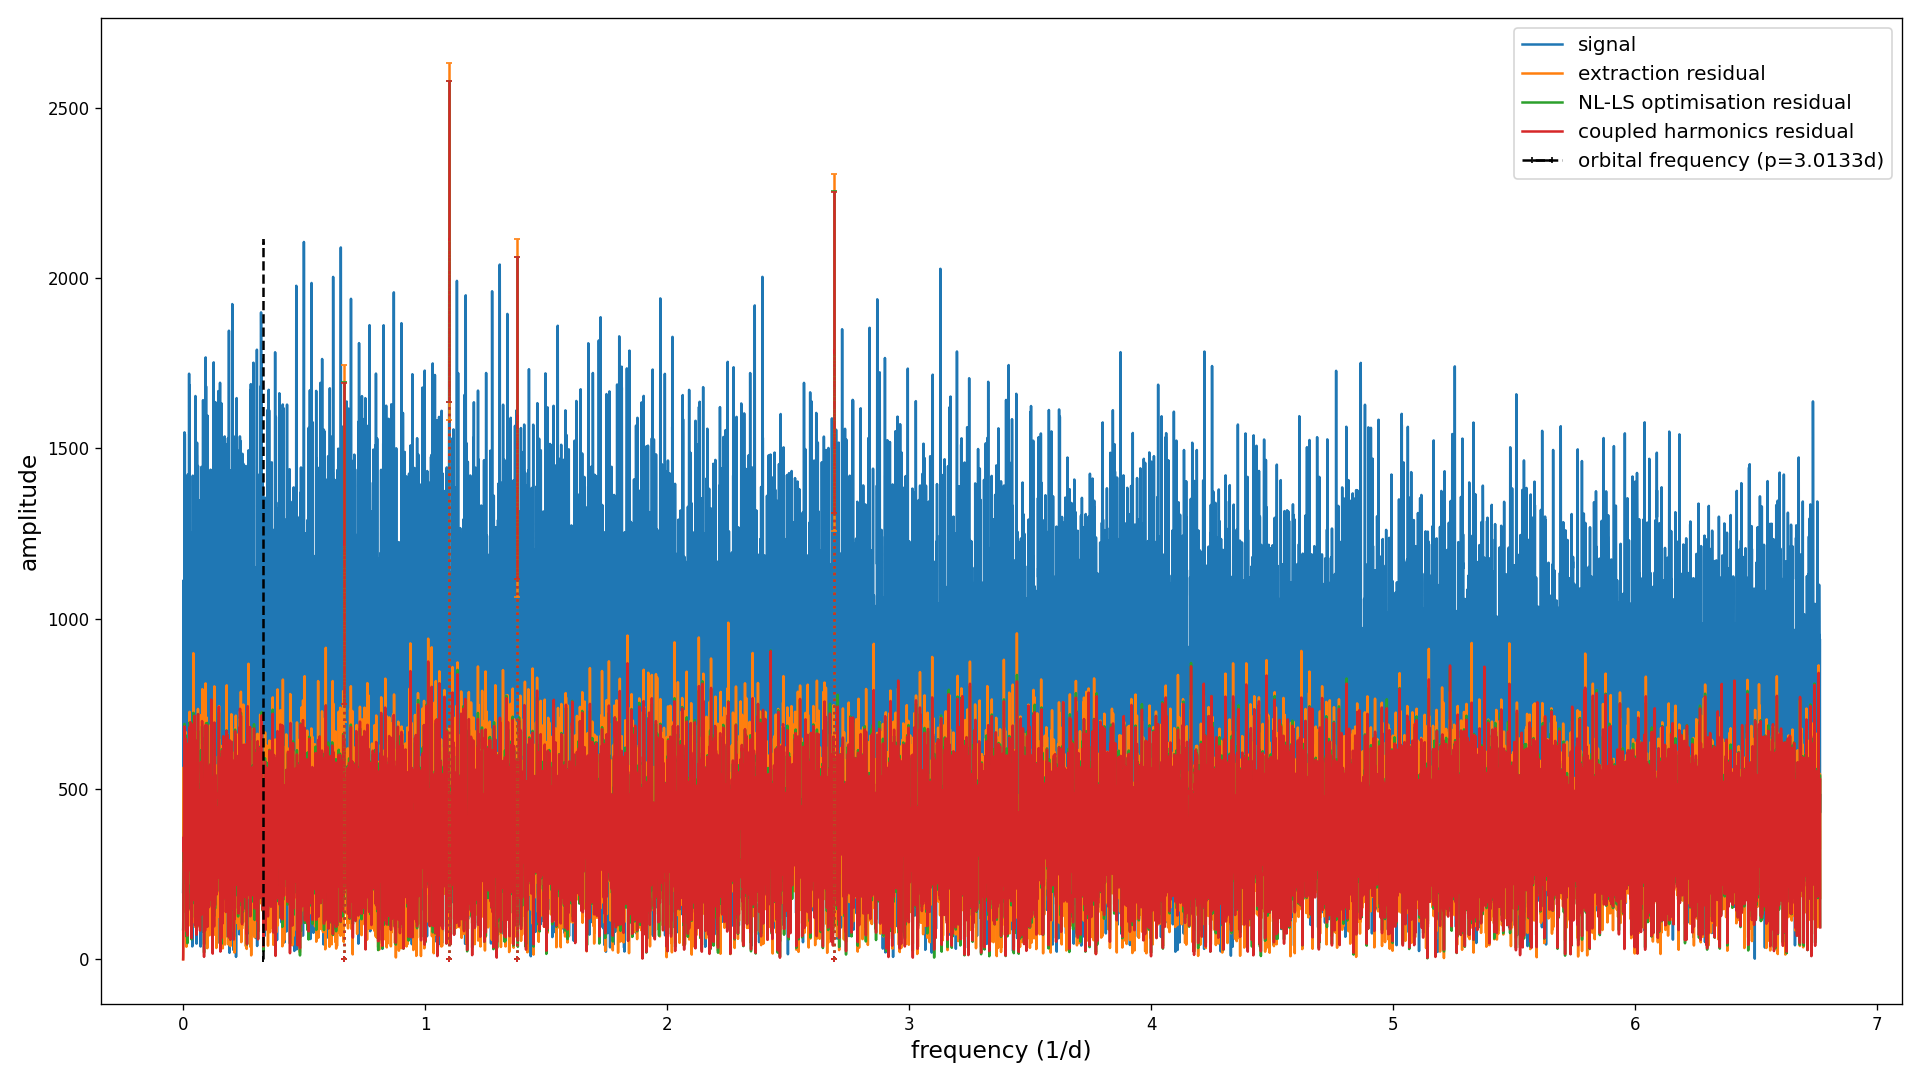 signal
extraction residual
NL-LS optimisation residual
coupled harmonics residual
orbital frequency (p=3.0133d)
amplitude
2500
2000
1500
1000
500
0
0 1 2 3 4 5 6 7
frequency (1/d)